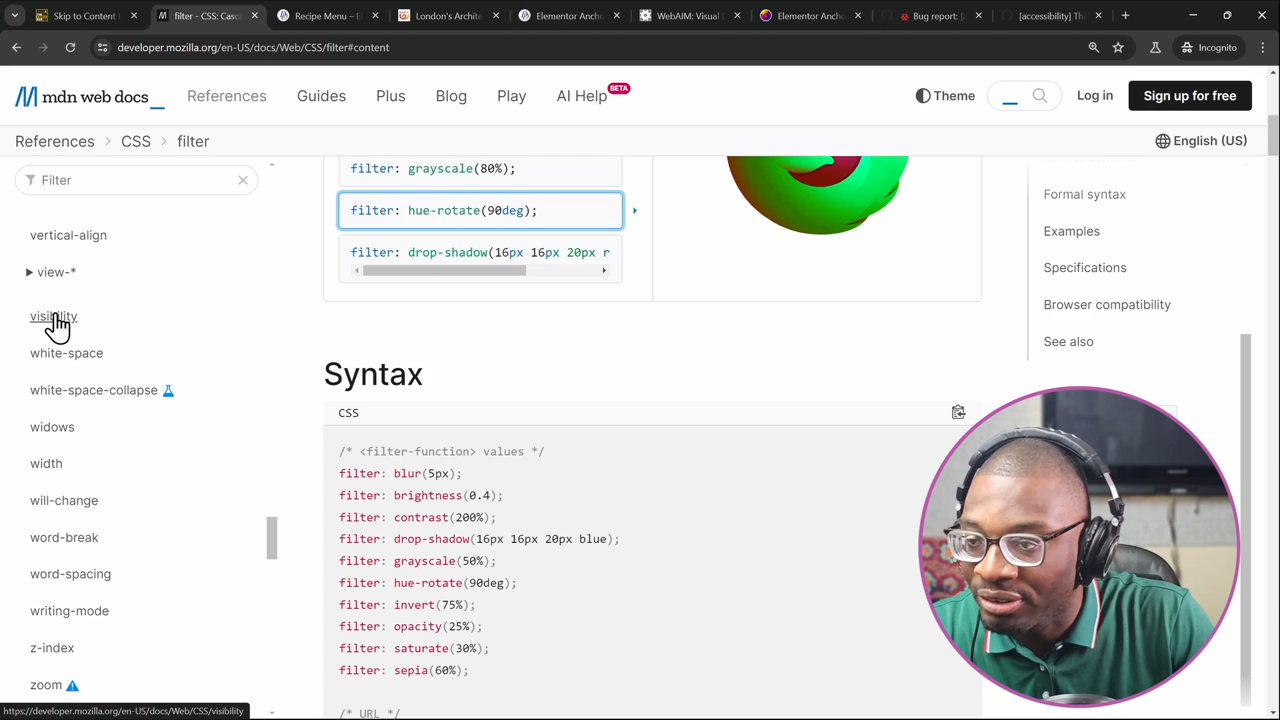 Skip to Content
filter - CSS: Casca
Recipe Menu – E
London's Archite
Elementor Ancho
WebAIM: Visual
Elementor Ancho
Bug report:
[accessibility] Th
developer.mozilla.org/en-US/docs/Web/CSS/filter#content
Incognito
mdn web docs
References
Guides
Plus
Blog
Play
AI Help
BETA
Theme
Log in
Sign up for free
References
CSS
filter
English (US)
Filter
vertical-align
view-*
visibility
white-space
white-space-collapse
widows
width
will-change
word-break
word-spacing
writing-mode
z-index
zoom
filter: grayscale(80%);
filter: hue-rotate(90deg);
filter: drop-shadow(16px 16px 20px r
Syntax
CSS
/* <filter-function> values */
filter: blur(5px);
filter: brightness(0.4);
filter: contrast(200%);
filter: drop-shadow(16px 16px 20px blue);
filter: grayscale(50%);
filter: hue-rotate(90deg);
filter: invert(75%);
filter: opacity(25%);
filter: saturate(30%);
filter: sepia(60%);
/* URL */
Formal syntax
Examples
Specifications
Browser compatibility
See also
https://developer.mozilla.org/en-US/docs/Web/CSS/visibility